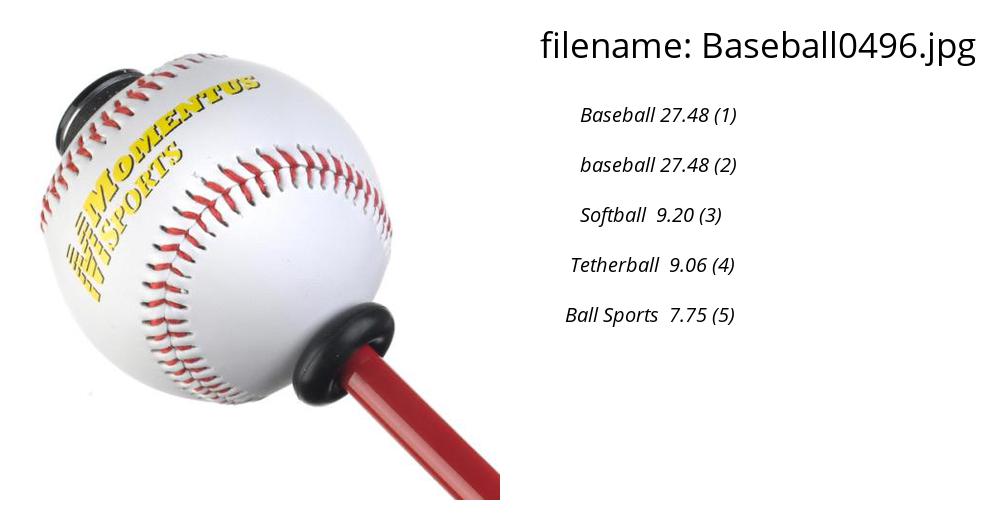 MOMENTUS
SPORTS
filename: Baseball0496.jpg
Baseball 27.48 (1)
baseball 27.48 (2)
Softball 9.20 (3)
Tetherball 9.06 (4)
Ball Sports 7.75 (5)